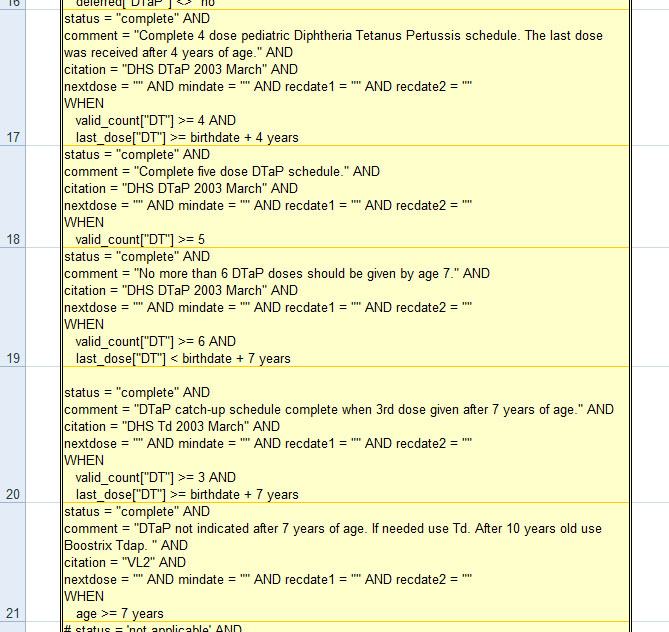 16
deferred["DTaP"] <> "no"
status = "complete" AND
comment = "Complete 4 dose pediatric Diphtheria Tetanus Pertussis schedule. The last dose
was received after 4 years of age." AND
citation = "DHS DTaP 2003 March" AND
nextdose = "" AND mindate = "" AND recdate1 = "" AND recdate2 = ""
WHEN
valid_count["DT"] >= 4 AND
17
last_dose["DT"] >= birthdate + 4 years
status = "complete" AND
comment = "Complete five dose DTaP schedule." AND
citation = "DHS DTaP 2003 March" AND
nextdose = "" AND mindate = "" AND recdate1 = "" AND recdate2 = ""
WHEN
18
valid_count["DT"] >= 5
status = "complete" AND
comment = "No more than 6 DTaP doses should be given by age 7." AND
citation = "DHS DTaP 2003 March" AND
nextdose = "" AND mindate = "" AND recdate1 = "" AND recdate2 = ""
WHEN
valid_count["DT"] >= 6 AND
19
last_dose["DT"] < birthdate + 7 years
status = "complete" AND
comment = "DTaP catch-up schedule complete when 3rd dose given after 7 years of age." AND
citation = "DHS Td 2003 March" AND
nextdose = "" AND mindate = "" AND recdate1 = "" AND recdate2 = ""
WHEN
valid_count["DT"] >= 3 AND
20
last_dose["DT"] >= birthdate + 7 years
status = "complete" AND
comment = "DTaP not indicated after 7 years of age. If needed use Td. After 10 years old use
Boostrix Tdap. " AND
citation = "VL2" AND
nextdose = "" AND mindate = "" AND recdate1 = "" AND recdate2 = ""
WHEN
21
age >= 7 years
# status = 'not applicable' AND